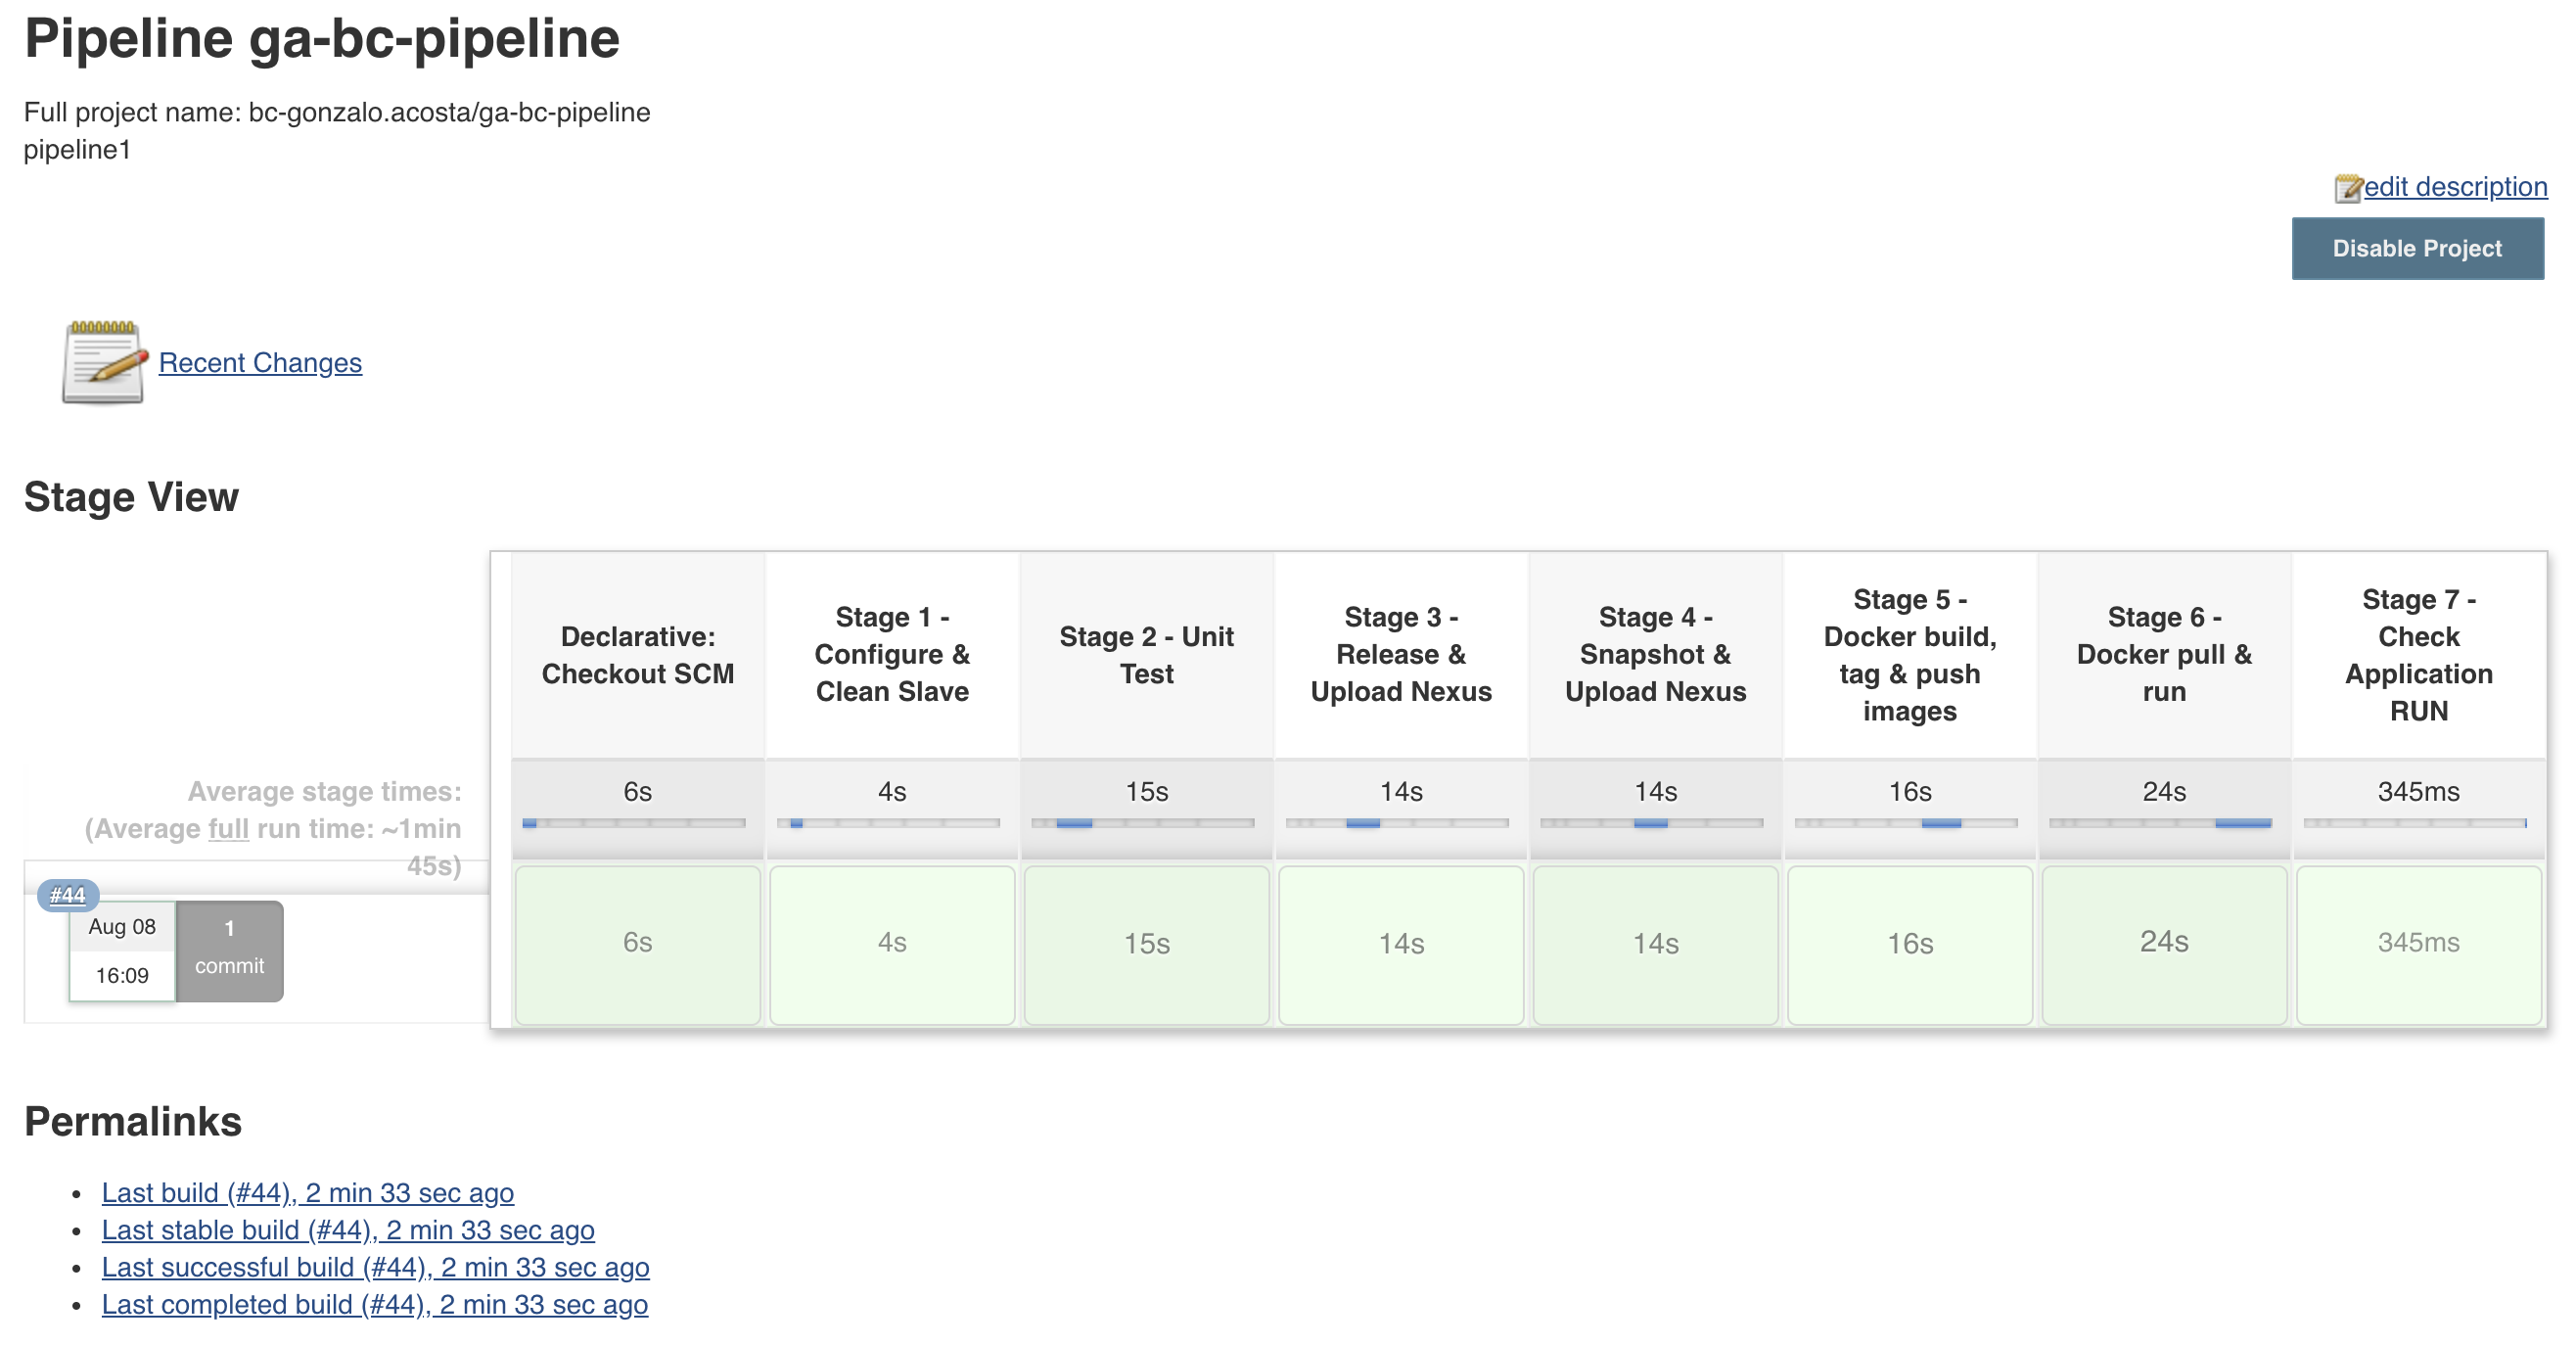 Pipeline ga-bc-pipeline
Full project name: bc-gonzalo.acosta/ga-bc-pipeline
pipeline1
edit description
Disable Project
Recent Changes
Stage View
Declarative:
Checkout SCM
Stage 1 -
Configure &
Clean Slave
Stage 2 - Unit
Test
Stage 3 -
Release &
Upload Nexus
Stage 4 -
Snapshot &
Upload Nexus
Stage 5 -
Docker build,
tag & push
images
Stage 6 -
Docker pull &
run
Stage 7 -
Check
Application
RUN
Average stage times:
(Average full run time: ~1min
45s)
6s
4s
15s
14s
14s
16s
24s
345ms
#44
Aug 08
16:09
1
commit
6s
4s
15s
14s
14s
16s
24s
345ms
Permalinks
Last build (#44), 2 min 33 sec ago
Last stable build (#44), 2 min 33 sec ago
Last successful build (#44), 2 min 33 sec ago
Last completed build (#44), 2 min 33 sec ago